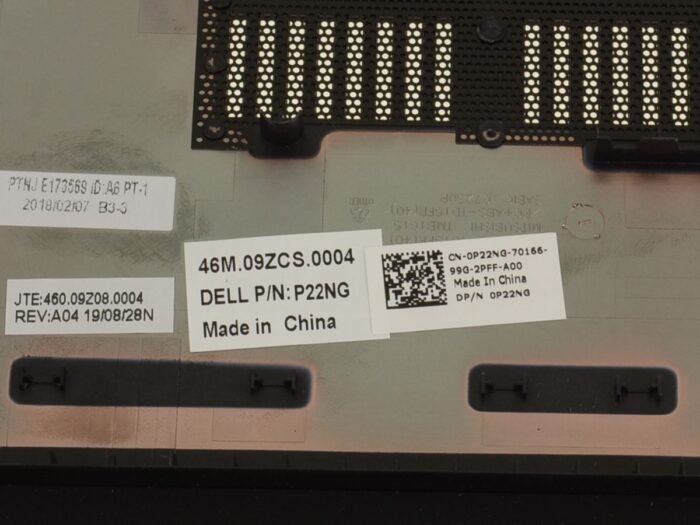 PTNJ E173569 ID:A6 PT-1
2018/02/07 B3-3
JTE:460.09Z08.0004
REV:A04 19/08/28N
46M.09ZCS.0004
DELL P/N: P22NG
Made in China
CN-0P22NG-70166-
99G-2PFF-A00
Made In China
DP/N 0P22NG